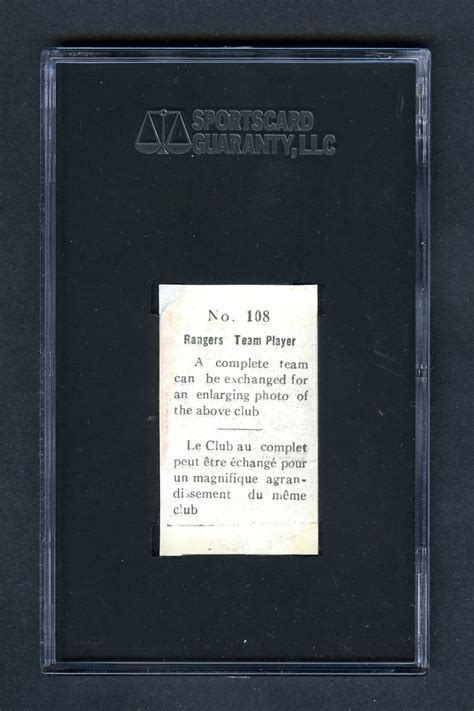 SPORTSCARD
GUARANTY, LLC
No. 108
Rangers Team Player
A complete team
can be exchanged for
an enlarging photo of
the above club
Le Club au complet
peut être échangé pour
un magnifique agran-
dissement du même
club